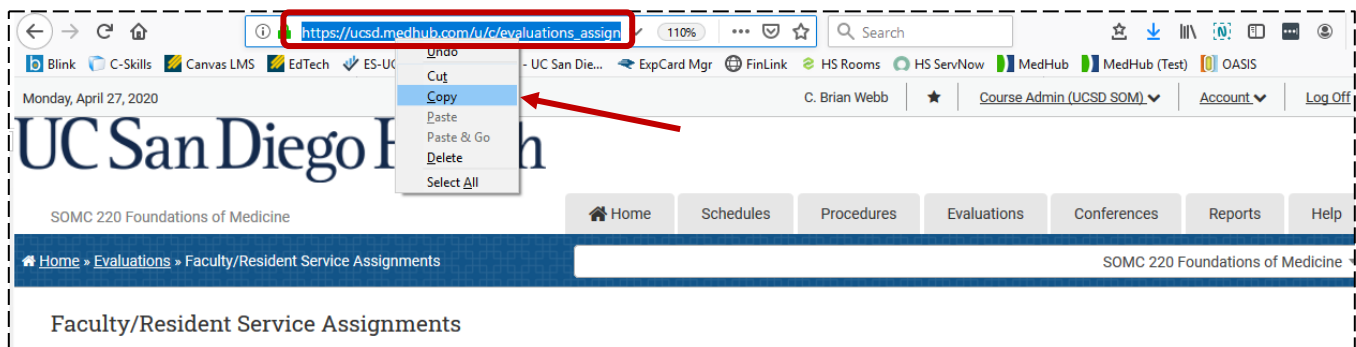 https://ucsd.medhub.com/u/c/evaluations_assign 110% Search
Blink C-Skills Canvas LMS EdTech - UC San Die... ExpCard Mgr FinLink HS Rooms HS ServNow MedHub MedHub (Test) OASIS
Undo
Cut
Copy
Paste
Paste & Go
Delete
Select All
Monday, April 27, 2020 C. Brian Webb Course Admin (UCSD SOM) Account Log Off
UC San Diego H h
SOMC 220 Foundations of Medicine Home Schedules Procedures Evaluations Conferences Reports Help
Home » Evaluations » Faculty/Resident Service Assignments SOMC 220 Foundations of Medicine
Faculty/Resident Service Assignments